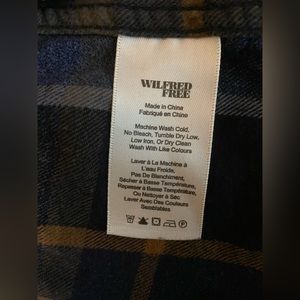 WILFRED
FREE
Made in China
Fabriqué en Chine
Machine Wash Cold,
No Bleach, Tumble Dry Low,
Low Iron, Or Dry Clean
Wash With Like Colours
Laver à La Machine à
L'eau Froide,
Pas De Blanchiment,
Sécher à Basse Température,
Repasser à Basse Température,
Ou Nettoyer à Sec
Laver Avec Des Couleurs
Semblables